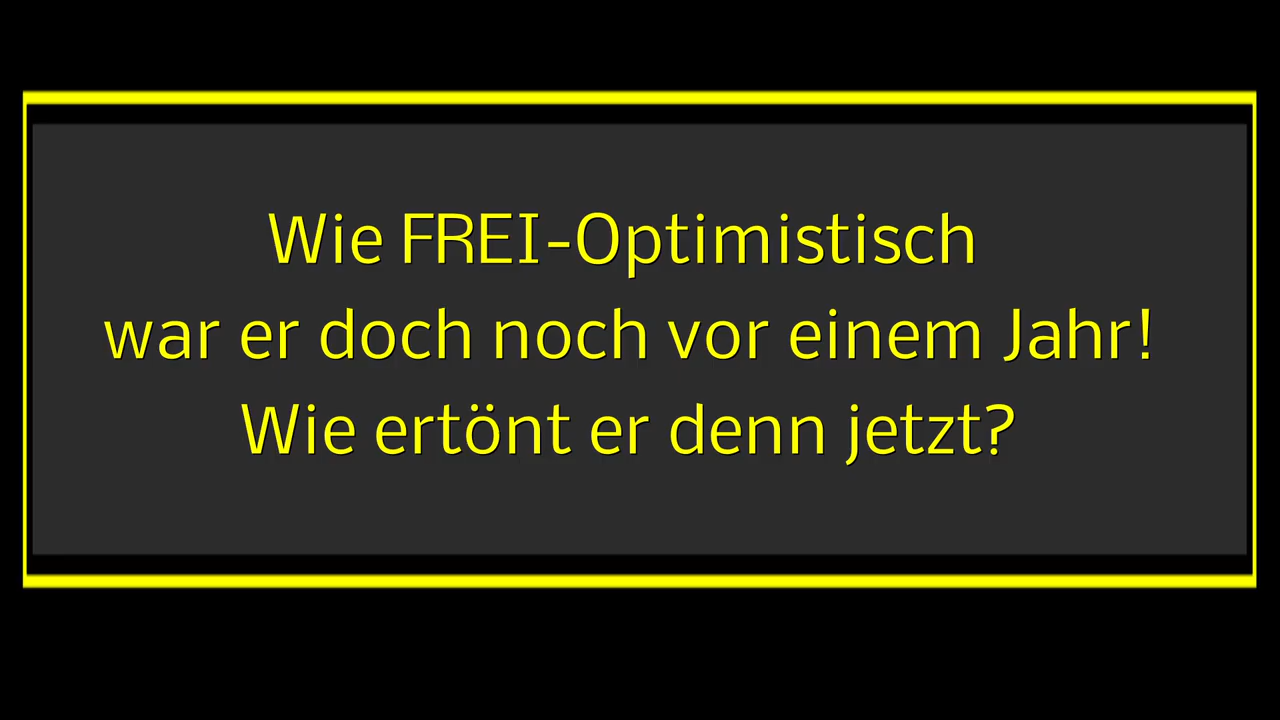 Wie FREI-Optimistisch
war er doch noch vor einem Jahr!
Wie ertönt er denn jetzt?